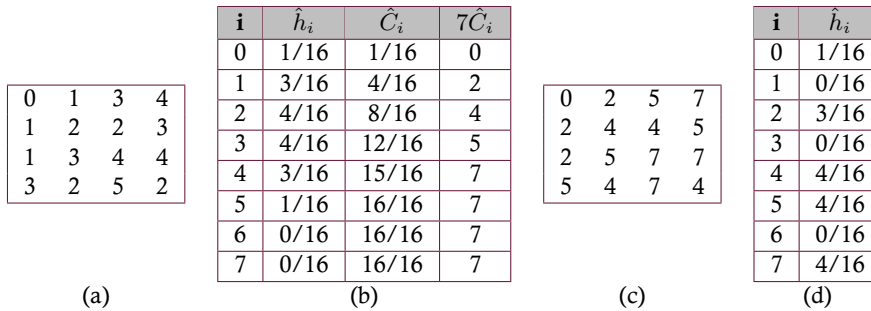 0 1 3 4
1 2 2 3
1 3 4 4
3 2 5 2
(a)
i ĥᵢ Ĉᵢ 7Ĉᵢ
0 1/16 1/16 0
1 3/16 4/16 2
2 4/16 8/16 4
3 4/16 12/16 5
4 3/16 15/16 7
5 1/16 16/16 7
6 0/16 16/16 7
7 0/16 16/16 7
(b)
0 2 5 7
2 4 4 5
2 5 7 7
5 4 7 4
(c)
i ĥᵢ
0 1/16
1 0/16
2 3/16
3 0/16
4 4/16
5 4/16
6 0/16
7 4/16
(d)